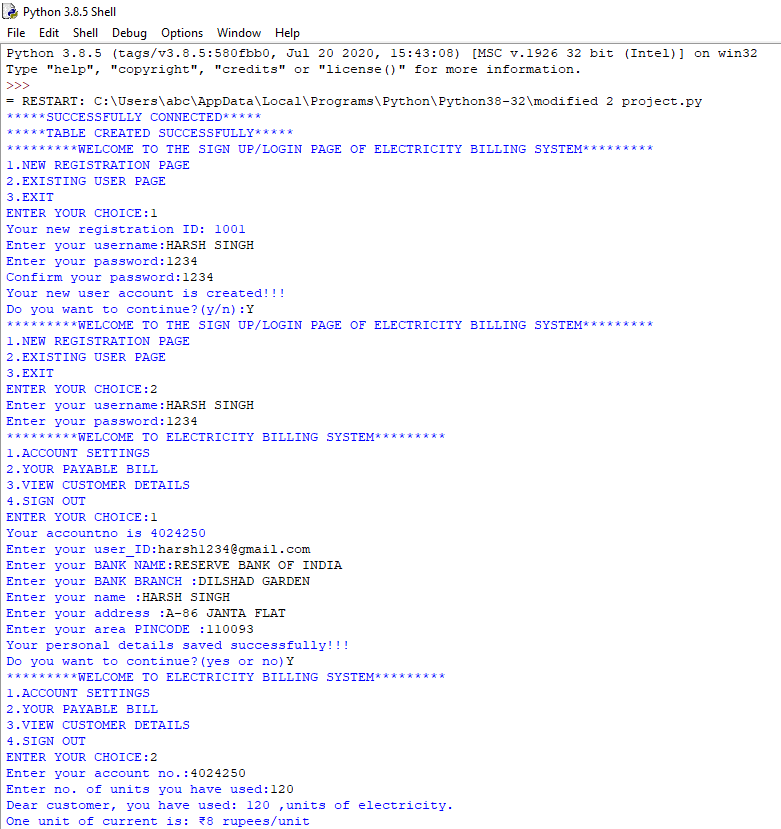 Python 3.8.5 Shell
File Edit Shell Debug Options Window Help
Python 3.8.5 (tags/v3.8.5:580fbb0, Jul 20 2020, 15:43:08) [MSC v.1926 32 bit (Intel)] on win32
Type "help", "copyright", "credits" or "license()" for more information.
>>>
= RESTART: C:\Users\abc\AppData\Local\Programs\Python\Python38-32\modified 2 project.py
*****SUCCESSFULLY CONNECTED*****
*****TABLE CREATED SUCCESSFULLY*****
*********WELCOME TO THE SIGN UP/LOGIN PAGE OF ELECTRICITY BILLING SYSTEM*********
1.NEW REGISTRATION PAGE
2.EXISTING USER PAGE
3.EXIT
ENTER YOUR CHOICE:1
Your new registration ID: 1001
Enter your username:HARSH SINGH
Enter your password:1234
Confirm your password:1234
Your new user account is created!!!
Do you want to continue?(y/n):Y
*********WELCOME TO THE SIGN UP/LOGIN PAGE OF ELECTRICITY BILLING SYSTEM*********
1.NEW REGISTRATION PAGE
2.EXISTING USER PAGE
3.EXIT
ENTER YOUR CHOICE:2
Enter your username:HARSH SINGH
Enter your password:1234
*********WELCOME TO ELECTRICITY BILLING SYSTEM*********
1.ACCOUNT SETTINGS
2.YOUR PAYABLE BILL
3.VIEW CUSTOMER DETAILS
4.SIGN OUT
ENTER YOUR CHOICE:1
Your accountno is 4024250
Enter your user_ID:harsh1234@gmail.com
Enter your BANK NAME:RESERVE BANK OF INDIA
Enter your BANK BRANCH :DILSHAD GARDEN
Enter your name :HARSH SINGH
Enter your address :A-86 JANTA FLAT
Enter your area PINCODE :110093
Your personal details saved successfully!!!
Do you want to continue?(yes or no)Y
*********WELCOME TO ELECTRICITY BILLING SYSTEM*********
1.ACCOUNT SETTINGS
2.YOUR PAYABLE BILL
3.VIEW CUSTOMER DETAILS
4.SIGN OUT
ENTER YOUR CHOICE:2
Enter your account no.:4024250
Enter no. of units you have used:120
Dear customer, you have used: 120 ,units of electricity.
One unit of current is: ₹8 rupees/unit